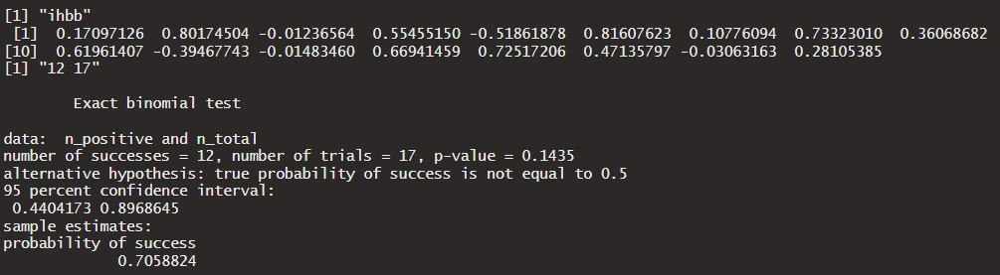 [1] "ihbb"
 [1]  0.17097126  0.80174504 -0.01236564  0.55455150 -0.51861878  0.81607623  0.10776094  0.73323010  0.36068682
[10]  0.61961407 -0.39467743 -0.01483460  0.66941459  0.72517206  0.47135797 -0.03063163  0.28105385
[1] "12 17"
        Exact binomial test
data:  n_positive and n_total
number of successes = 12, number of trials = 17, p-value = 0.1435
alternative hypothesis: true probability of success is not equal to 0.5
95 percent confidence interval:
 0.4404173 0.8968645
sample estimates:
probability of success
             0.7058824